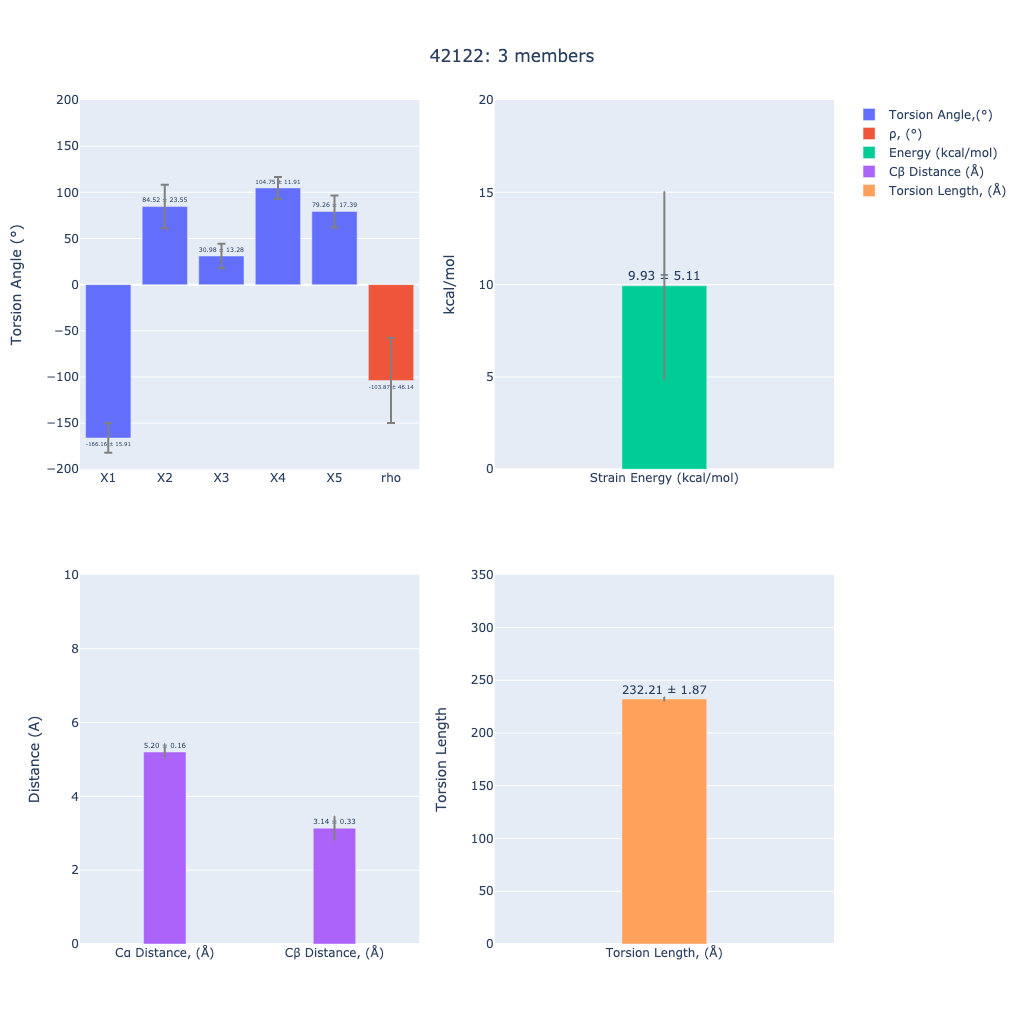 42122: 3 members
Torsion Angle (°)
200
150
100
50
0
−50
−100
−150
−200
-166.16 ± 15.91
84.52 ± 23.55
30.98 ± 13.28
104.75 ± 11.91
79.26 ± 17.39
-103.87 ± 46.14
X1 X2 X3 X4 X5 rho
kcal/mol
20
15
10
5
0
9.93 ± 5.11
Strain Energy (kcal/mol)
Torsion Angle,(°)
ρ, (°)
Energy (kcal/mol)
Cβ Distance (Å)
Torsion Length, (Å)
Distance (A)
10
8
6
4
2
0
5.20 ± 0.16
3.14 ± 0.33
Cα Distance, (Å) Cβ Distance, (Å)
Torsion Length
350
300
250
200
150
100
50
0
232.21 ± 1.87
Torsion Length, (Å)